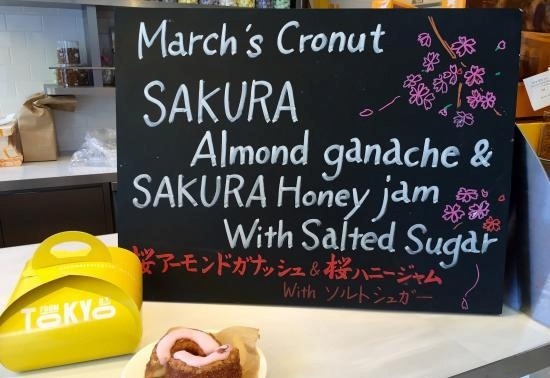 March's Cronut
SAKURA
Almond ganache &
SAKURA Honey jam
With Salted Sugar
桜アーモンドガナッシュ&桜ハニージャム
With ソルトシュガー
FROM
TOKYO